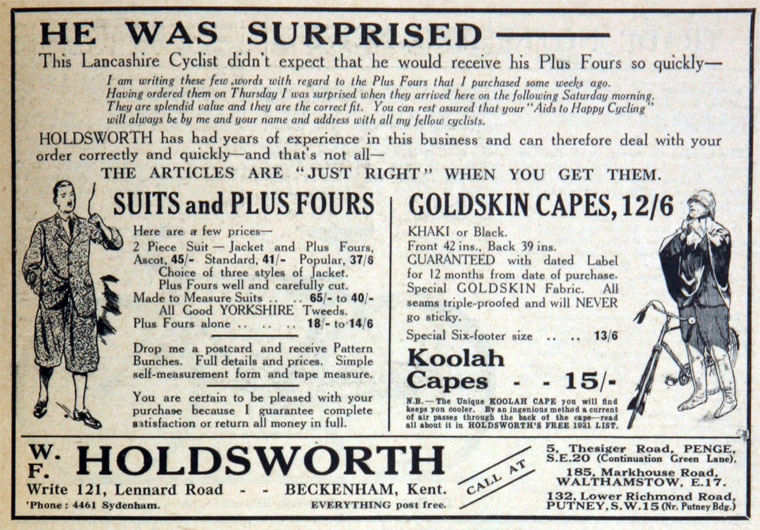 HE WAS SURPRISED
This Lancashire Cyclist didn't expect that he would receive his Plus Fours so quickly—
I am writing these few words with regard to the Plus Fours that I purchased some weeks ago.
Having ordered them on Thursday I was surprised when they arrived here on the following Saturday morning.
They are splendid value and they are the correct fit. You can rest assured that your "Aids to Happy Cycling"
will always be by me and your name and address with all my fellow cyclists.
HOLDSWORTH has had years of experience in this business and can therefore deal with your
order correctly and quickly—and that's not all—
THE ARTICLES ARE "JUST RIGHT" WHEN YOU GET THEM.
SUITS and PLUS FOURS
Here are a few prices—
2 Piece Suit — Jacket and Plus Fours,
Ascot, 45/- Standard, 41/- Popular, 37/6
Choice of three styles of Jacket.
Plus Fours well and carefully cut.
Made to Measure Suits .. .. 65/- to 40/-
All Good YORKSHIRE Tweeds.
Plus Fours alone .. .. .. 18/- to 14/6
Drop me a postcard and receive Pattern
Bunches. Full details and prices. Simple
self-measurement form and tape measure.
You are certain to be pleased with your
purchase because I guarantee complete
satisfaction or return all money in full.
GOLDSKIN CAPES, 12/6
KHAKI or Black.
Front 42 ins., Back 39 ins.
GUARANTEED with dated Label
for 12 months from date of purchase.
Special GOLDSKIN Fabric. All
seams triple-proofed and will NEVER
go sticky.
Special Six-footer size .. .. 13/6
Koolah
Capes - - 15/-
N.B.—The Unique KOOLAH CAPE you will find
keeps you cooler. By an ingenious method a current
of air passes through the back of the cape—read
all about it in HOLDSWORTH'S FREE 1931 LIST.
W. F. HOLDSWORTH
Write 121, Lennard Road - - BECKENHAM, Kent.
'Phone: 4461 Sydenham. EVERYTHING post free.
CALL AT
5, Thesiger Road, PENGE,
S.E.20 (Continuation Green Lane).
185, Markhouse Road,
WALTHAMSTOW, E.17.
132, Lower Richmond Road,
PUTNEY, S.W.15 (Nr. Putney Bdg.)